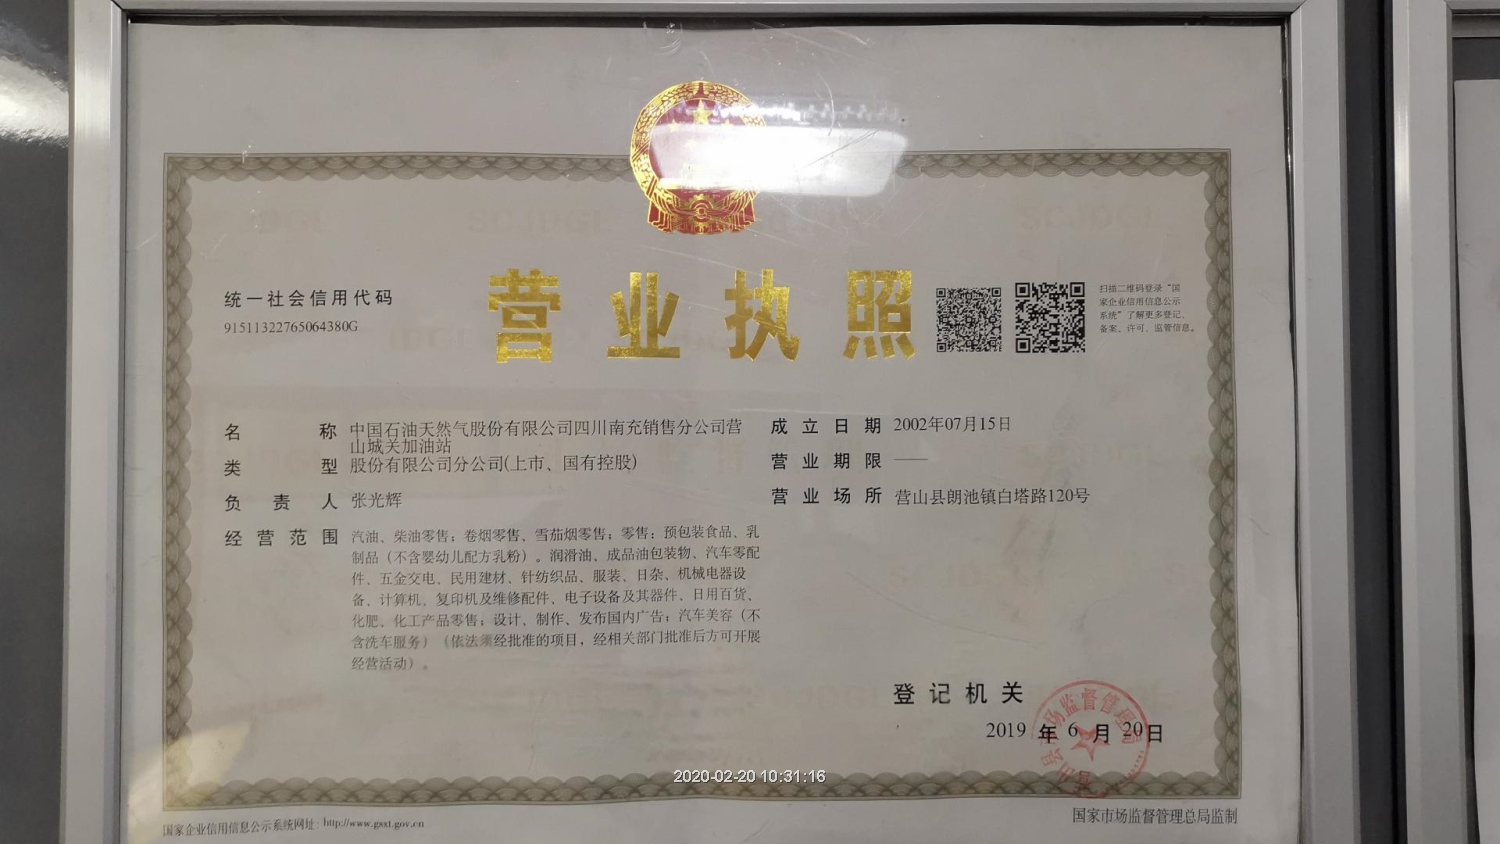 营业执照
统一社会信用代码
91511322765064380G
扫描二维码登录“国
家企业信用信息公示
系统”了解更多登记、
备案、许可、监管信息。
名称 中国石油天然气股份有限公司四川南充销售分公司营
山城关加油站
类型 股份有限公司分公司(上市、国有控股)
负责人 张光辉
经营范围 汽油、柴油零售；卷烟零售、雪茄烟零售；零售：预包装食品、乳
制品（不含婴幼儿配方乳粉）。润滑油、成品油包装物、汽车零配
件、五金交电、民用建材、针纺织品、服装、日杂、机械电器设
备、计算机、复印机及维修配件、电子设备及其器件、日用百货、
化肥、化工产品零售；设计、制作、发布国内广告；汽车美容（不
含洗车服务）（依法须经批准的项目，经相关部门批准后方可开展
经营活动）。
成立日期 2002年07月15日
营业期限 ——
营业场所 营山县朗池镇白塔路120号
登记机关
2019 年 6 月 20日
营山县市场监督管理局
2020-02-20 10:31:16
国家企业信用信息公示系统网址：http://www.gsxt.gov.cn
国家市场监督管理总局监制